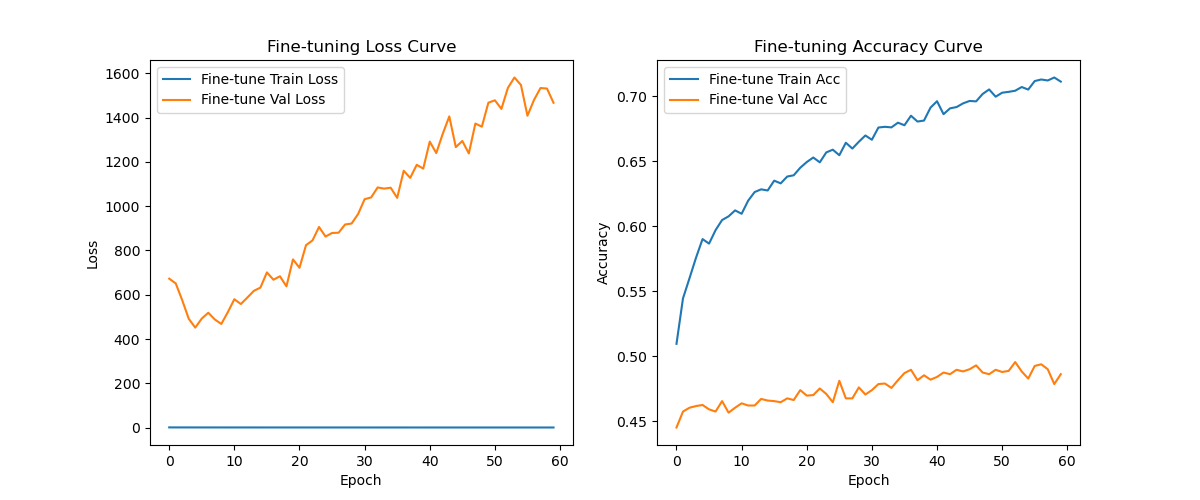 Fine-tuning Loss Curve
Fine-tune Train Loss
Fine-tune Val Loss
1600
1400
1200
1000
800
600
400
200
0
Loss
0 10 20 30 40 50 60
Epoch
Fine-tuning Accuracy Curve
Fine-tune Train Acc
Fine-tune Val Acc
0.70
0.65
0.60
0.55
0.50
0.45
Accuracy
0 10 20 30 40 50 60
Epoch